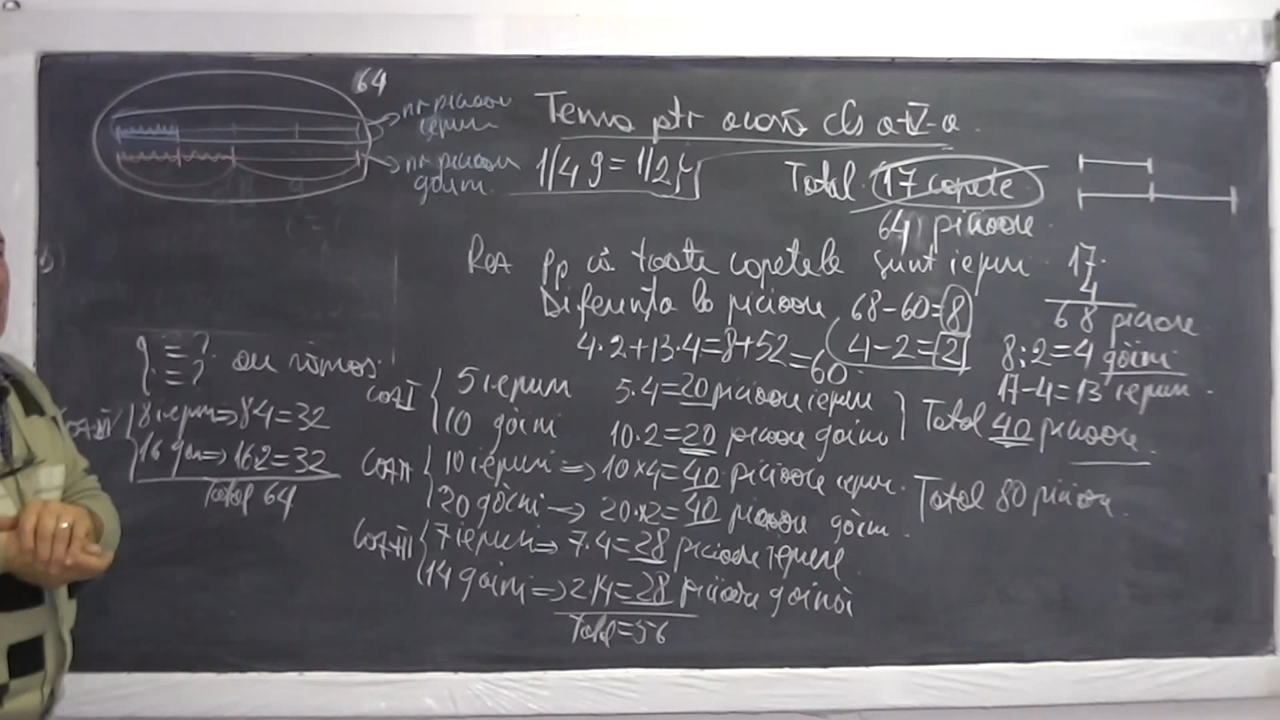 64
nr picioare
iepuri
nr picioare
găini
Tema ptr acasă cls a-V-a
1/4 g = 1/2
Total 17 capete
64 picioare
Rez Pp că toate capetele sunt iepuri
17·
4
68 picioare
Diferența la picioare 68-60=8
4·2+13·4=8+52=60
4-2=2
8:2=4 găini
17-4=13 iepuri
=?
=? au rămas
Caz I
5 iepuri 5·4=20 picioare iepuri
10 găini 10·2=20 picioare găini
Total 40 picioare
Caz II
10 iepuri => 10×4=40 picioare iepuri
20 găini -> 20·2=40 picioare găini
Total 80 picioare
Caz III
7 iepuri => 7·4=28 picioare iepure
14 găini => 2·14=28 picioare găină
Total=56
8 iepuri => 8·4=32
16 găini => 16·2=32
Total 64